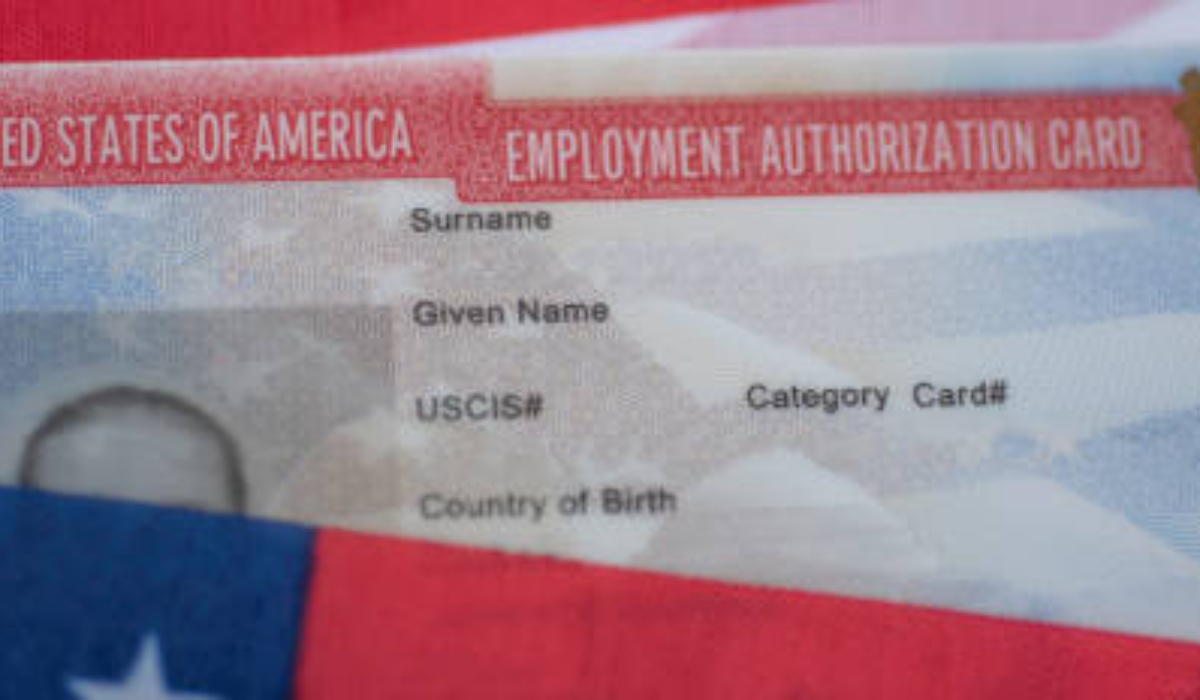 ED STATES OF AMERICA EMPLOYMENT AUTHORIZATION CARD
Surname
Given Name
USCIS# Category Card#
Country of Birth